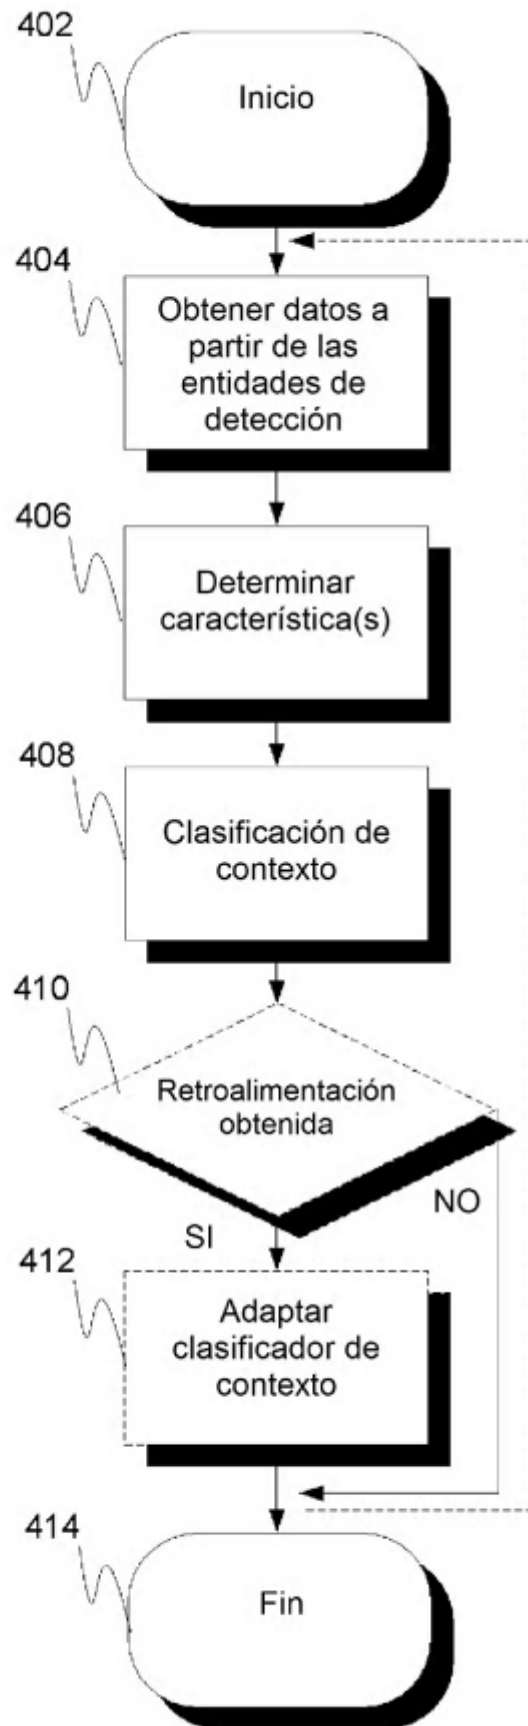 402
Inicio
404
Obtener datos a
partir de las
entidades de
detección
406
Determinar
característica(s)
408
Clasificación de
contexto
410
Retroalimentación
obtenida
NO
SI
412
Adaptar
clasificador de
contexto
414
Fin